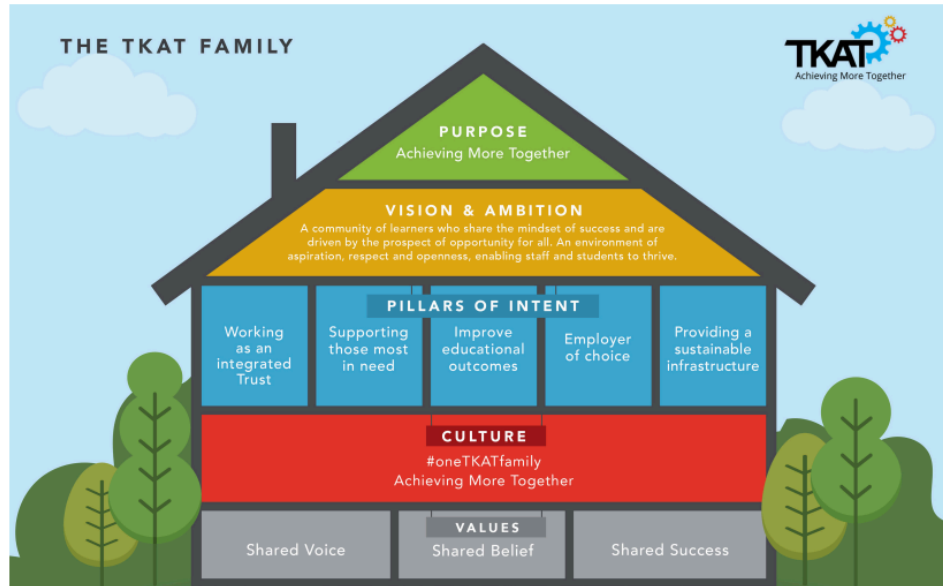 THE TKAT FAMILY
TKAT
Achieving More Together
PURPOSE
Achieving More Together
VISION & AMBITION
A community of learners who share the mindset of success and are
driven by the prospect of opportunity for all. An environment of
aspiration, respect and openness, enabling staff and students to thrive.
PILLARS OF INTENT
Working
as an
integrated
Trust
Supporting
those most
in need
Improve
educational
outcomes
Employer
of choice
Providing a
sustainable
infrastructure
CULTURE
#oneTKATfamily
Achieving More Together
VALUES
Shared Voice
Shared Belief
Shared Success